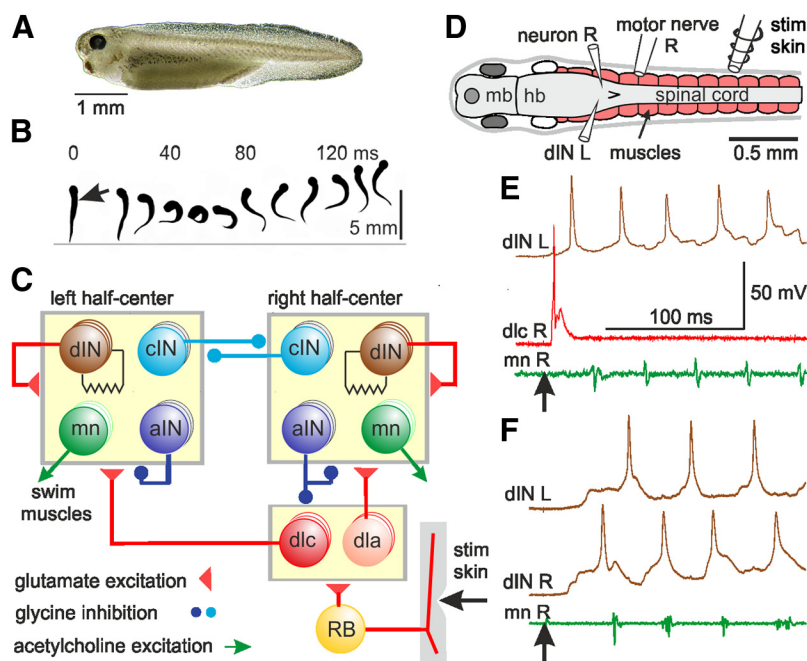 A
1 mm
B
0 40 80 120 ms
5 mm
C
left half-center right half-center
dIN cIN cIN dIN
mn aIN aIN mn
swim
muscles
dlc dla
stim
skin
glutamate excitation
glycine inhibition
acetylcholine excitation
RB
D
neuron R
motor nerve
R
stim
skin
mb hb spinal cord
dIN L
muscles
0.5 mm
E
dIN L
50 mV
100 ms
dlc R
mn R
F
dIN L
dIN R
mn R